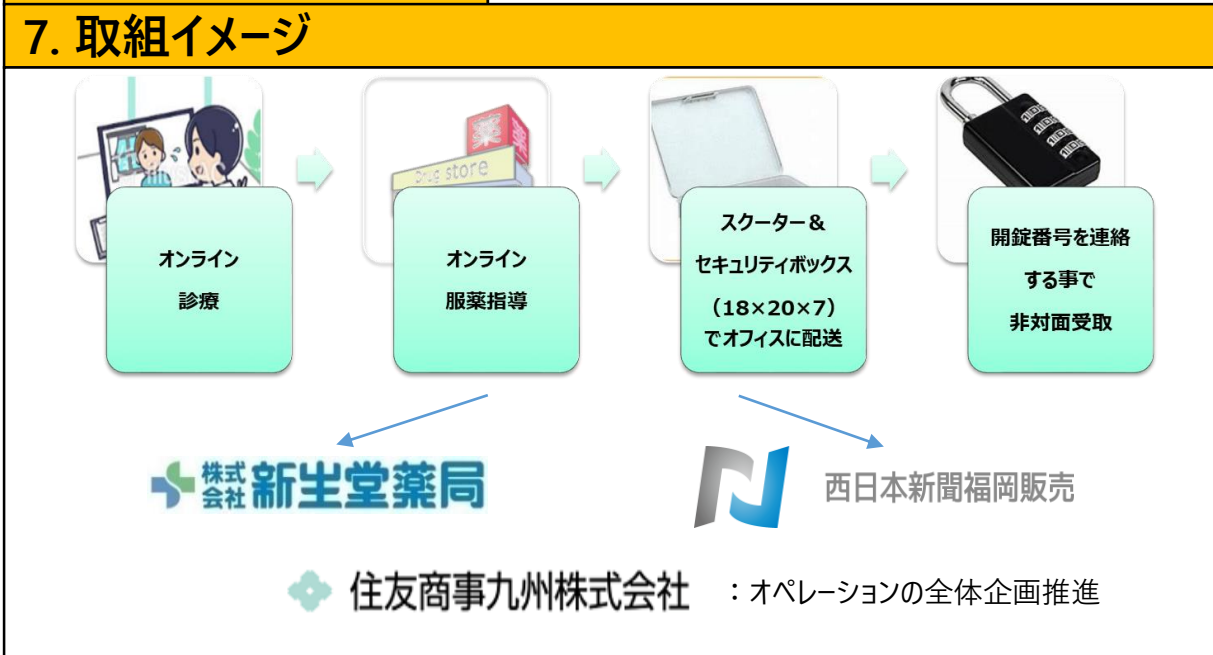 7. 取組イメージ
薬
薬
Drug store
オンライン
診療
オンライン
服薬指導
スクーター＆
セキュリティボックス
（18×20×7）
でオフィスに配送
開錠番号を連絡
する事で
非対面受取
株式会社 新生堂薬局
西日本新聞福岡販売
住友商事九州株式会社 ：オペレーションの全体企画推進